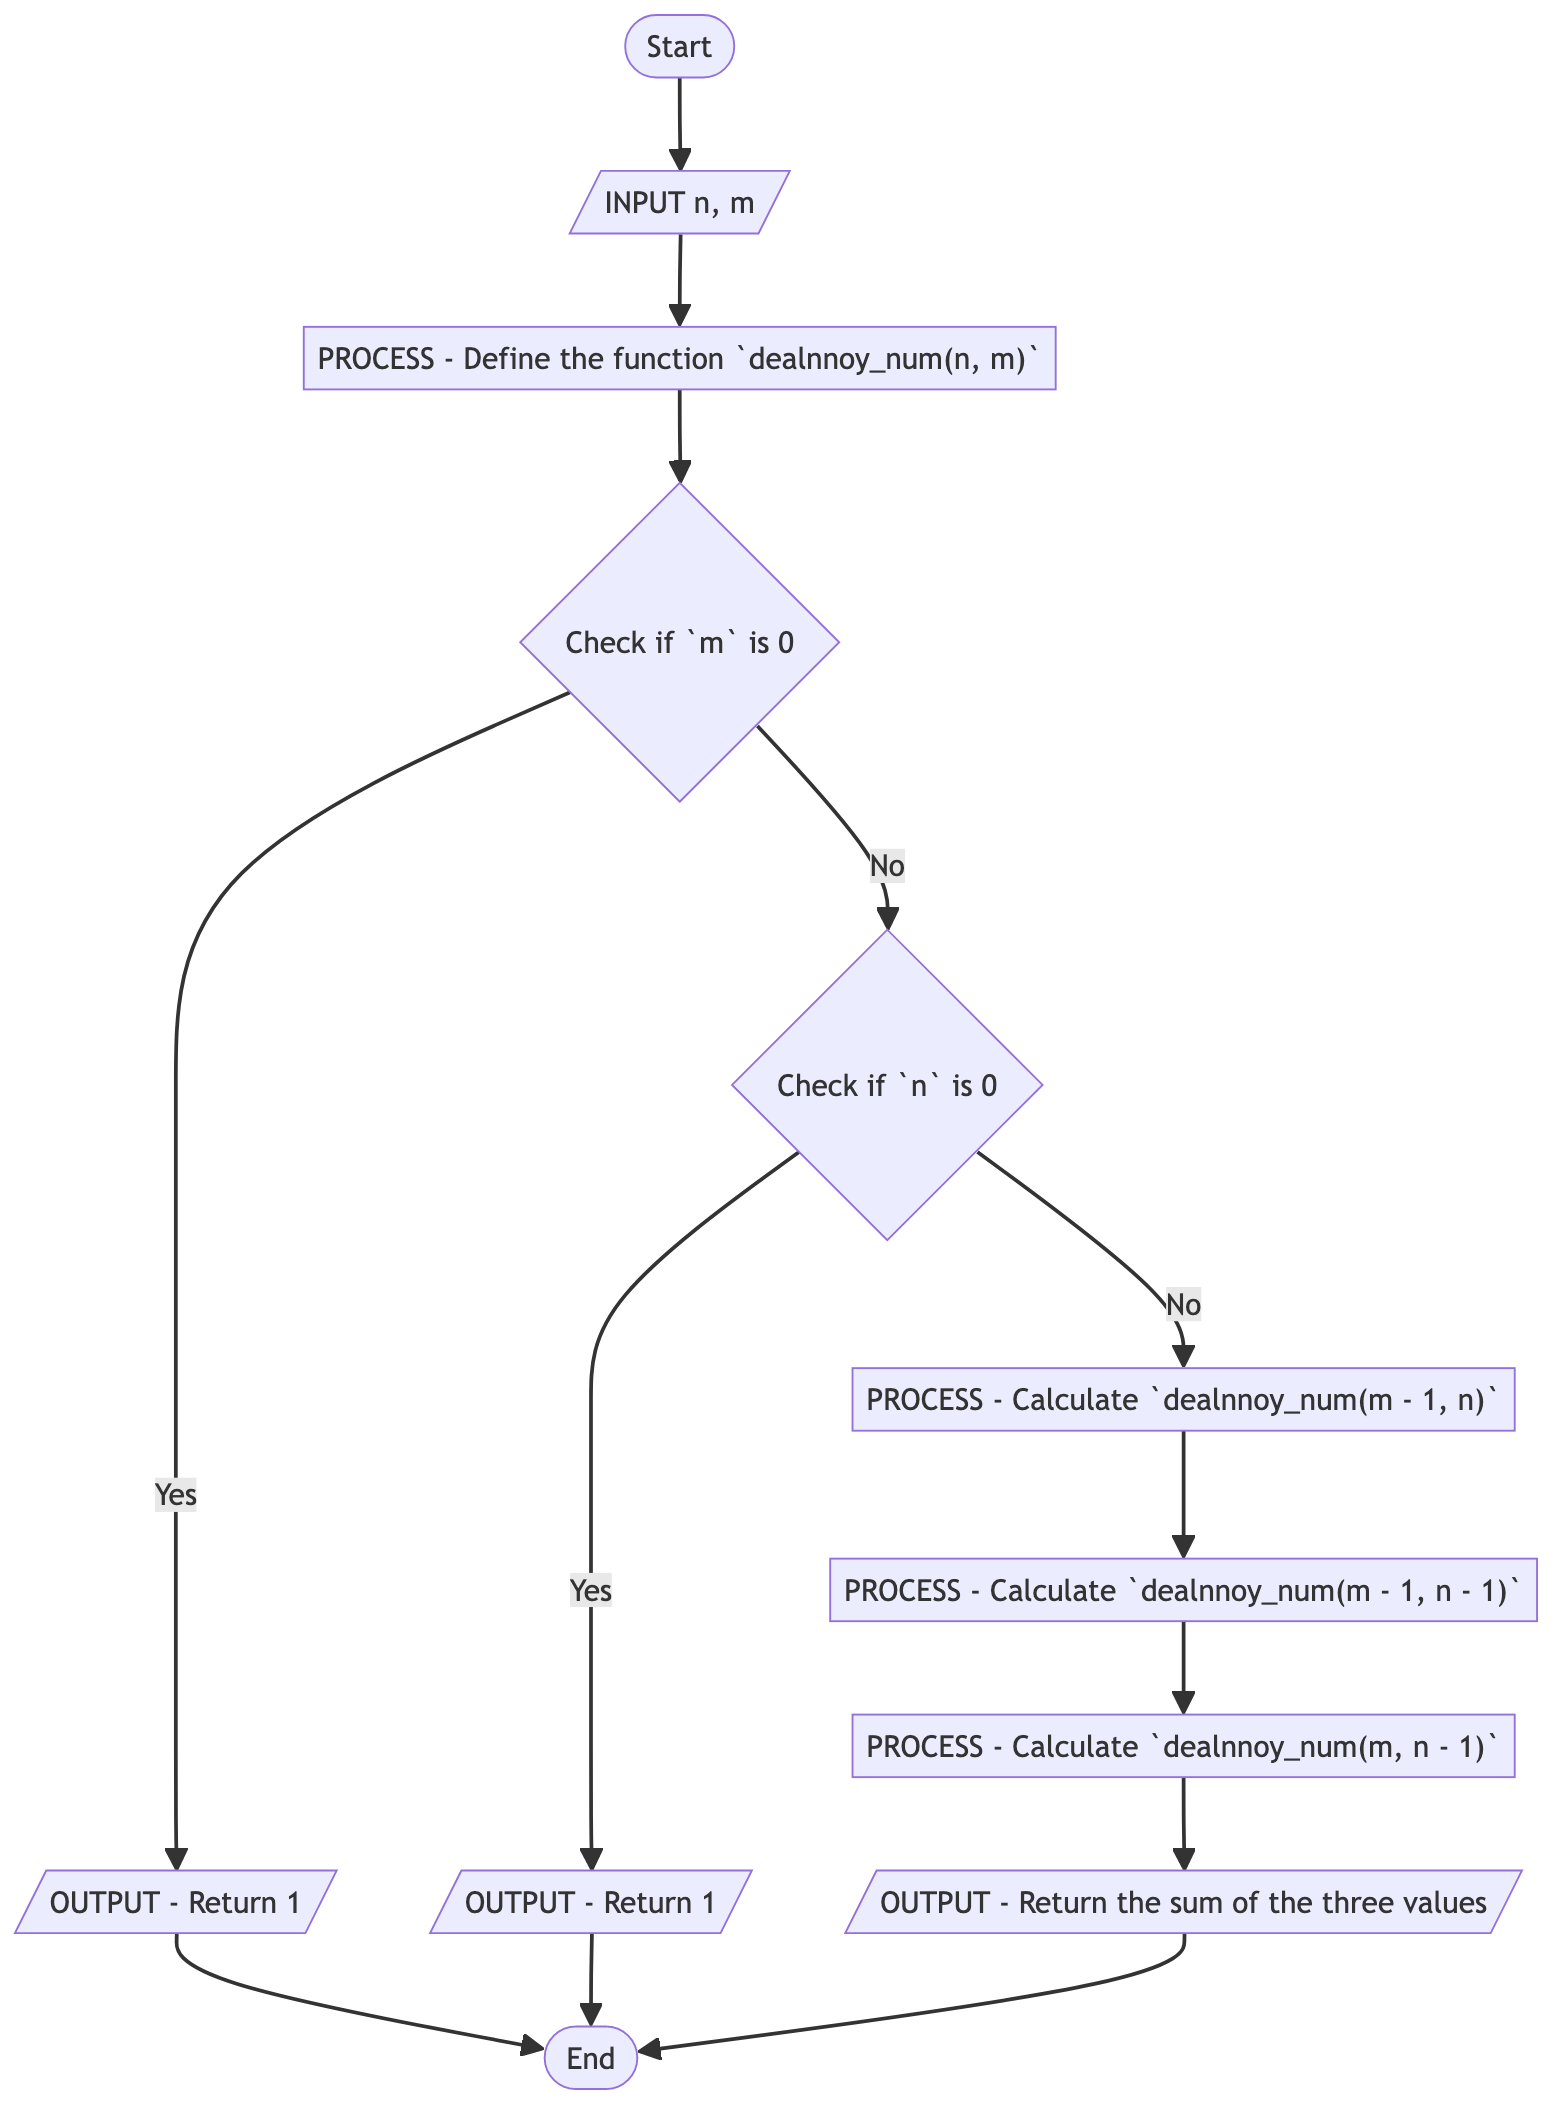 Start
INPUT n, m
PROCESS - Define the function `dealnnoy_num(n, m)`
Check if `m` is 0
No
Check if `n` is 0
No
PROCESS - Calculate `dealnnoy_num(m - 1, n)`
Yes
Yes
PROCESS - Calculate `dealnnoy_num(m - 1, n - 1)`
PROCESS - Calculate `dealnnoy_num(m, n - 1)`
OUTPUT - Return 1
OUTPUT - Return 1
OUTPUT - Return the sum of the three values
End